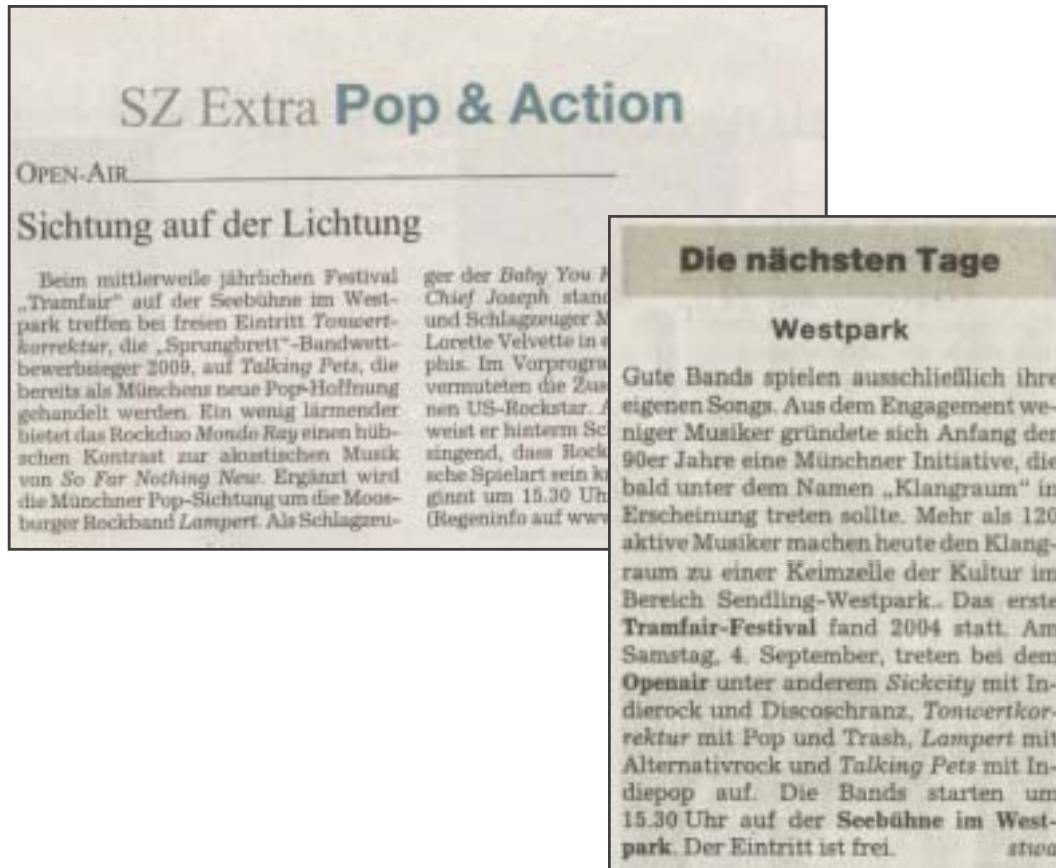 SZ Extra Pop & Action
OPEN-AIR
Sichtung auf der Lichtung
Beim mittlerweile jährlichen Festival
„Tramfair“ auf der Seebühne im West-
park treffen bei freien Eintritt Tonwert-
korrektur, die „Sprungbrett“-Bandwett-
bewerbsieger 2009, auf Talking Pets, die
bereits als Münchens neue Pop-Hoffnung
gehandelt werden. Ein wenig lärmender
bietet das Rockduo Mondo Ray einen hüb-
schen Kontrast zur akustischen Musik
von So Far Nothing New. Ergänzt wird
die Münchner Pop-Sichtung um die Moos-
burger Rockband Lampert. Als Schlagzeu-
ger der Baby You
Chief Joseph stand
und Schlagzeuger M
Lorette Velvette in
phis. Im Vorprogra
vermuteten die Zus
nen US-Rockstar. A
weist er hinterm Sc
singend, dass Rock
sche Spielart sein k
ginnt um 15.30 Uh
(Regeninfo auf www
Die nächsten Tage
Westpark
Gute Bands spielen ausschließlich ihre
eigenen Songs. Aus dem Engagement we-
niger Musiker gründete sich Anfang der
90er Jahre eine Münchner Initiative, die
bald unter dem Namen „Klangraum“ in
Erscheinung treten sollte. Mehr als 120
aktive Musiker machen heute den Klang-
raum zu einer Keimzelle der Kultur im
Bereich Sendling-Westpark. Das erste
Tramfair-Festival fand 2004 statt. Am
Samstag, 4. September, treten bei dem
Openair unter anderem Sickcity mit In-
dierock und Discoschranz, Tonwertkor-
rektur mit Pop und Trash, Lampert mit
Alternativrock und Talking Pets mit In-
diepop auf. Die Bands starten um
15.30 Uhr auf der Seebühne im West-
park. Der Eintritt ist frei. stwa